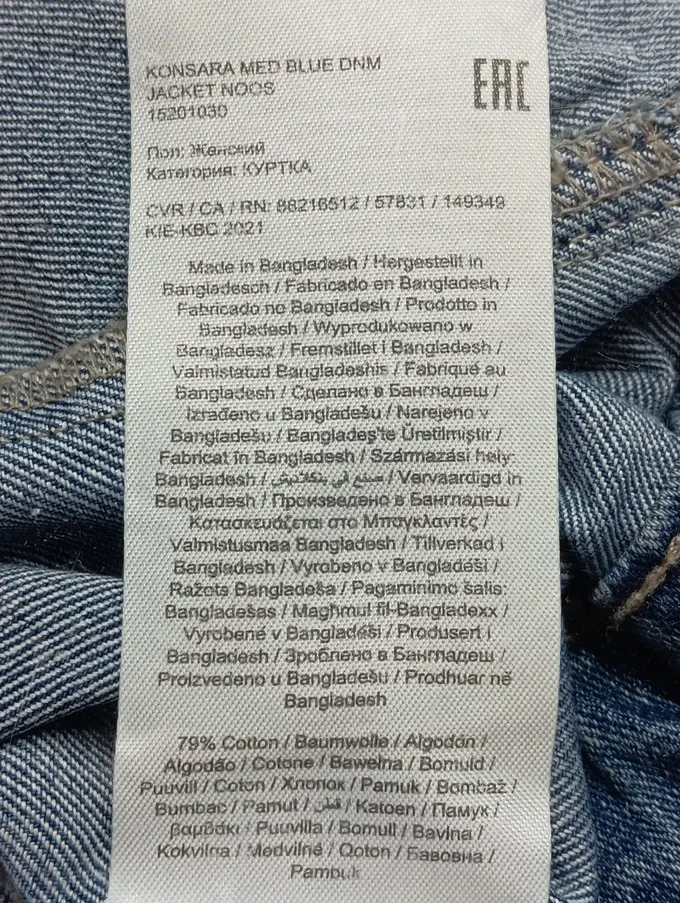 KONSARA MED BLUE DNM
JACKET NOOS
15201030
EAC
Пол: Женский
Категория: КУРТКА
CVR / CA / RN: 88216512 / 57831 / 149349
KIE-KBC 2021
Made in Bangladesh / Hergestellt in
Bangladesch / Fabricado en Bangladesh /
Fabricado no Bangladesh / Prodotto in
Bangladesh / Wyprodukowano w
Bangladesz / Fremstillet i Bangladesh /
Valmistatud Bangladeshis / Fabriqué au
Bangladesh / Сделано в Бангладеш /
Izrađeno u Bangladešu / Narejeno v
Bangladešu / Bangladeş'te Üretilmiştir /
Fabricat în Bangladesh / Származási hely:
Bangladesh / صنع في بنكلاديش / Vervaardigd in
Bangladesh / Произведено в Бангладеш /
Κατασκευάζεται στο Μπαγκλαντές /
Valmistusmaa Bangladesh / Tillverkad i
Bangladesh / Vyrobeno v Bangladéši /
Ražots Bangladeša / Pagaminimo šalis:
Bangladešas / Magħmul fil-Bangladexx /
Vyrobené v Bangladéši / Produsert i
Bangladesh / Зроблено в Бангладеш /
Proizvedeno u Bangladešu / Prodhuar në
Bangladesh
79% Cotton / Baumwolle / Algodón /
Algodão / Cotone / Bawełna / Bomuld /
Puuvill / Coton / Хлопок / Pamuk / Bombaž /
Bumbac / Pamut / قطن / Katoen / Памук /
Βαμβάκι / Puuvilla / Bomull / Bavlna /
Kokvilna / Medvilnė / Qoton / Бавовна /
Pambuk